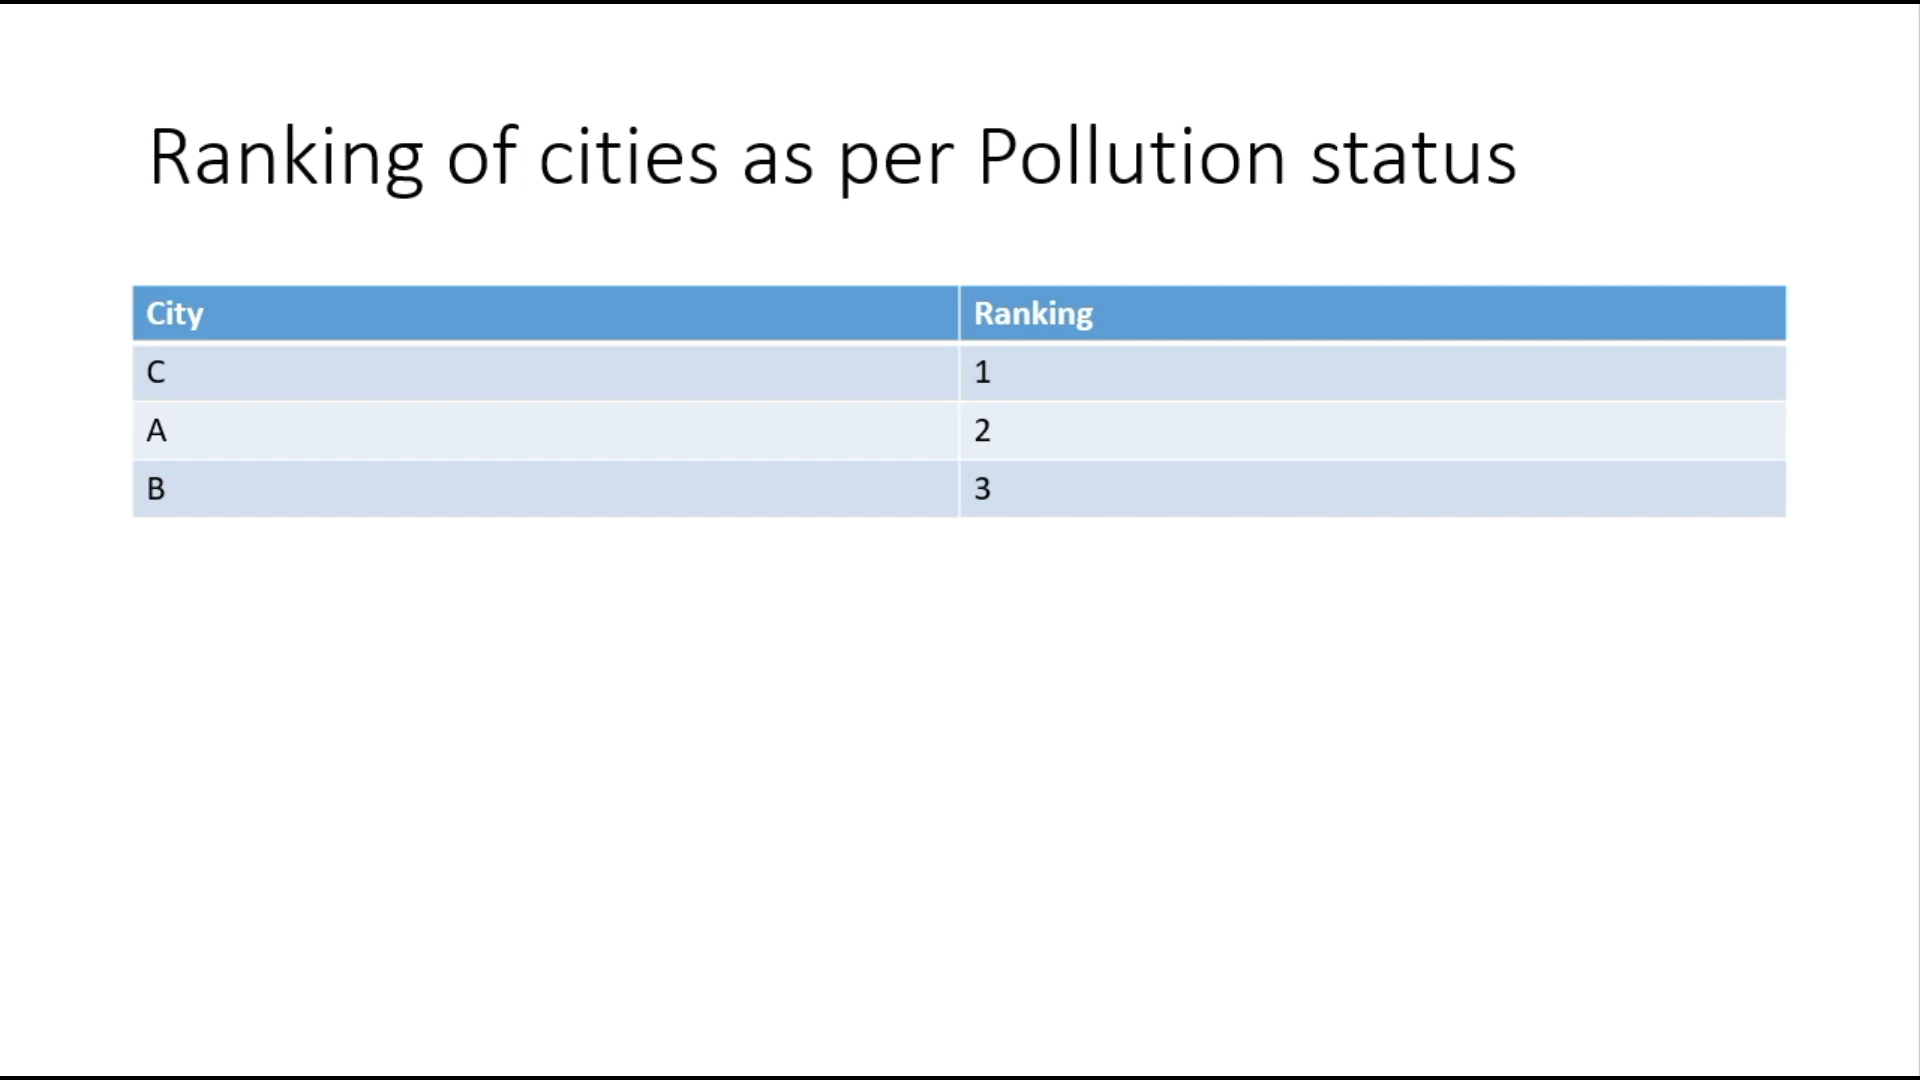 Ranking of cities as per Pollution status
City Ranking
C 1
A 2
B 3